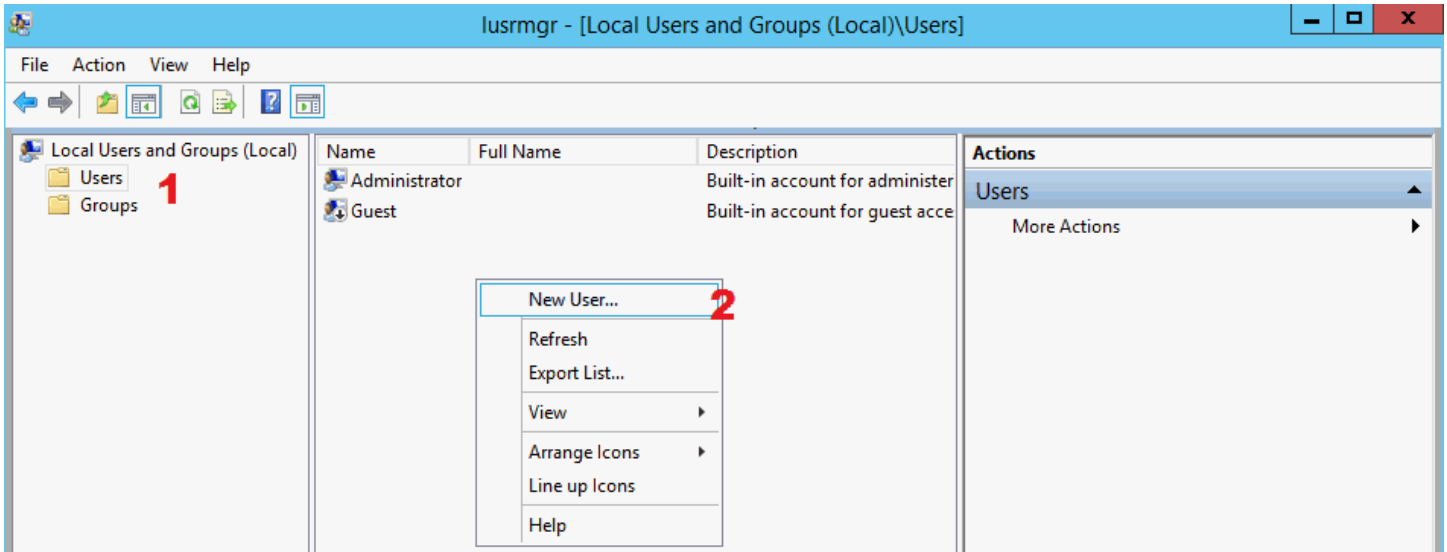 lusrmgr - [Local Users and Groups (Local)\Users]
File Action View Help
Local Users and Groups (Local)
Users
Groups
1
Name Full Name Description
Administrator Built-in account for administer
Guest Built-in account for guest acce
New User...
2
Refresh
Export List...
View
Arrange Icons
Line up Icons
Help
Actions
Users
More Actions